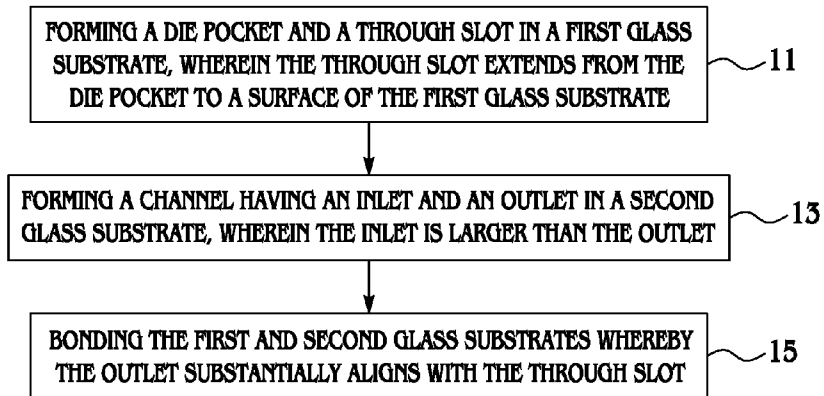 FORMING A DIE POCKET AND A THROUGH SLOT IN A FIRST GLASS
SUBSTRATE, WHEREIN THE THROUGH SLOT EXTENDS FROM THE
DIE POCKET TO A SURFACE OF THE FIRST GLASS SUBSTRATE
11
FORMING A CHANNEL HAVING AN INLET AND AN OUTLET IN A SECOND
GLASS SUBSTRATE, WHEREIN THE INLET IS LARGER THAN THE OUTLET
13
BONDING THE FIRST AND SECOND GLASS SUBSTRATES WHEREBY
THE OUTLET SUBSTANTIALLY ALIGNS WITH THE THROUGH SLOT
15